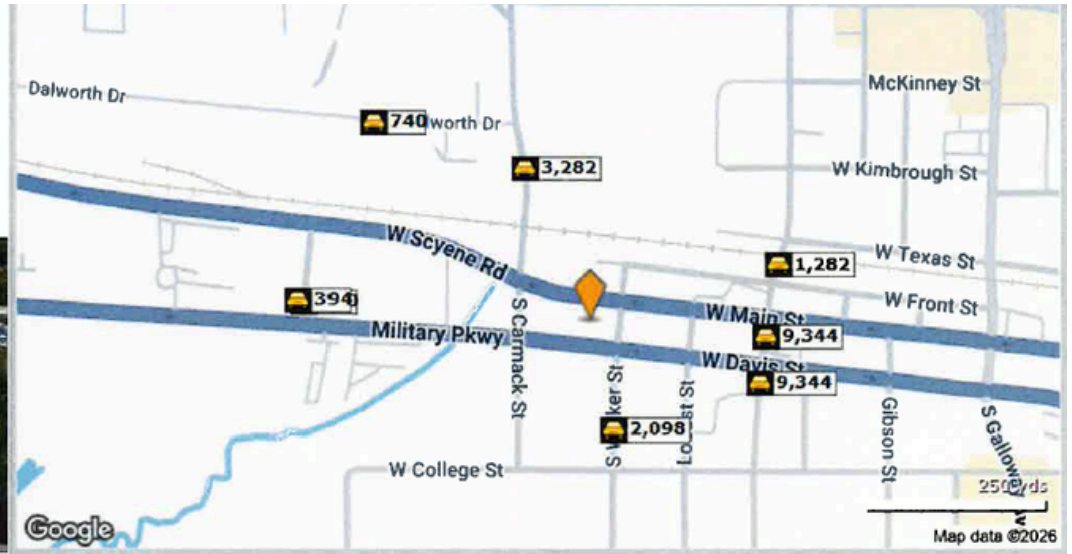 McKinney St
Dalworth Dr
740
worth Dr
3,282
W Kimbrough St
W Scyene Rd
W Texas St
1,282
394
W Front St
W Main St
Military Pkwy
S Carmack St
9,344
W Davis St
9,344
2,098
Gibson St
S Galloway Av
W College St
250 yds
Google
Map data ©2026